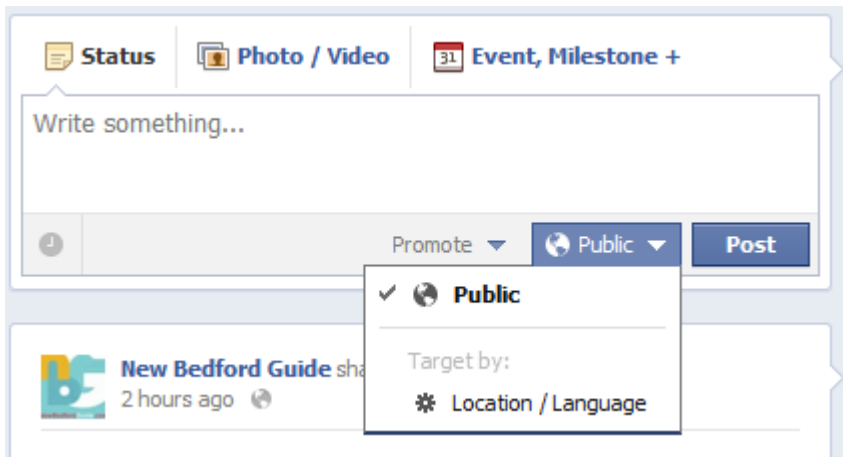 Status Photo / Video 31 Event, Milestone +
Write something...
Promote Public Post
Public
Target by:
New Bedford Guide
2 hours ago
Location / Language